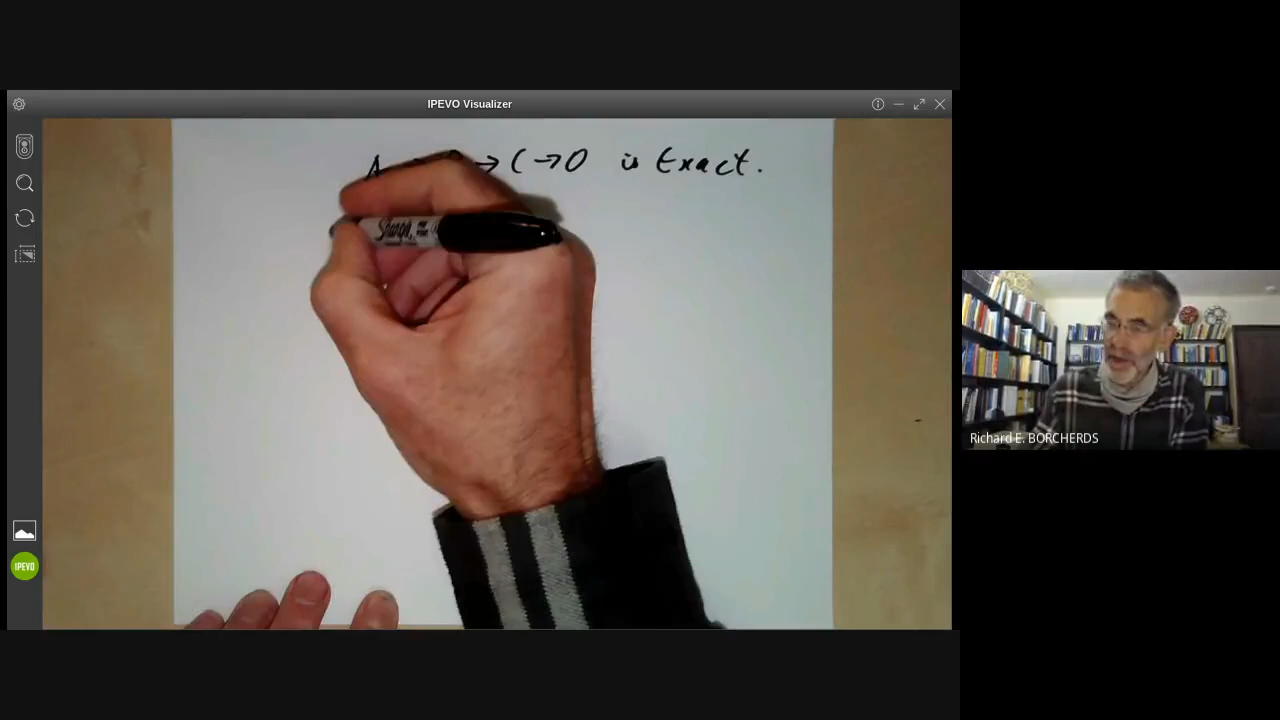 IPEVO Visualizer
A → B → C → 0 is Exact.
Sharpie
IPEVO
Richard E. BORCHERDS